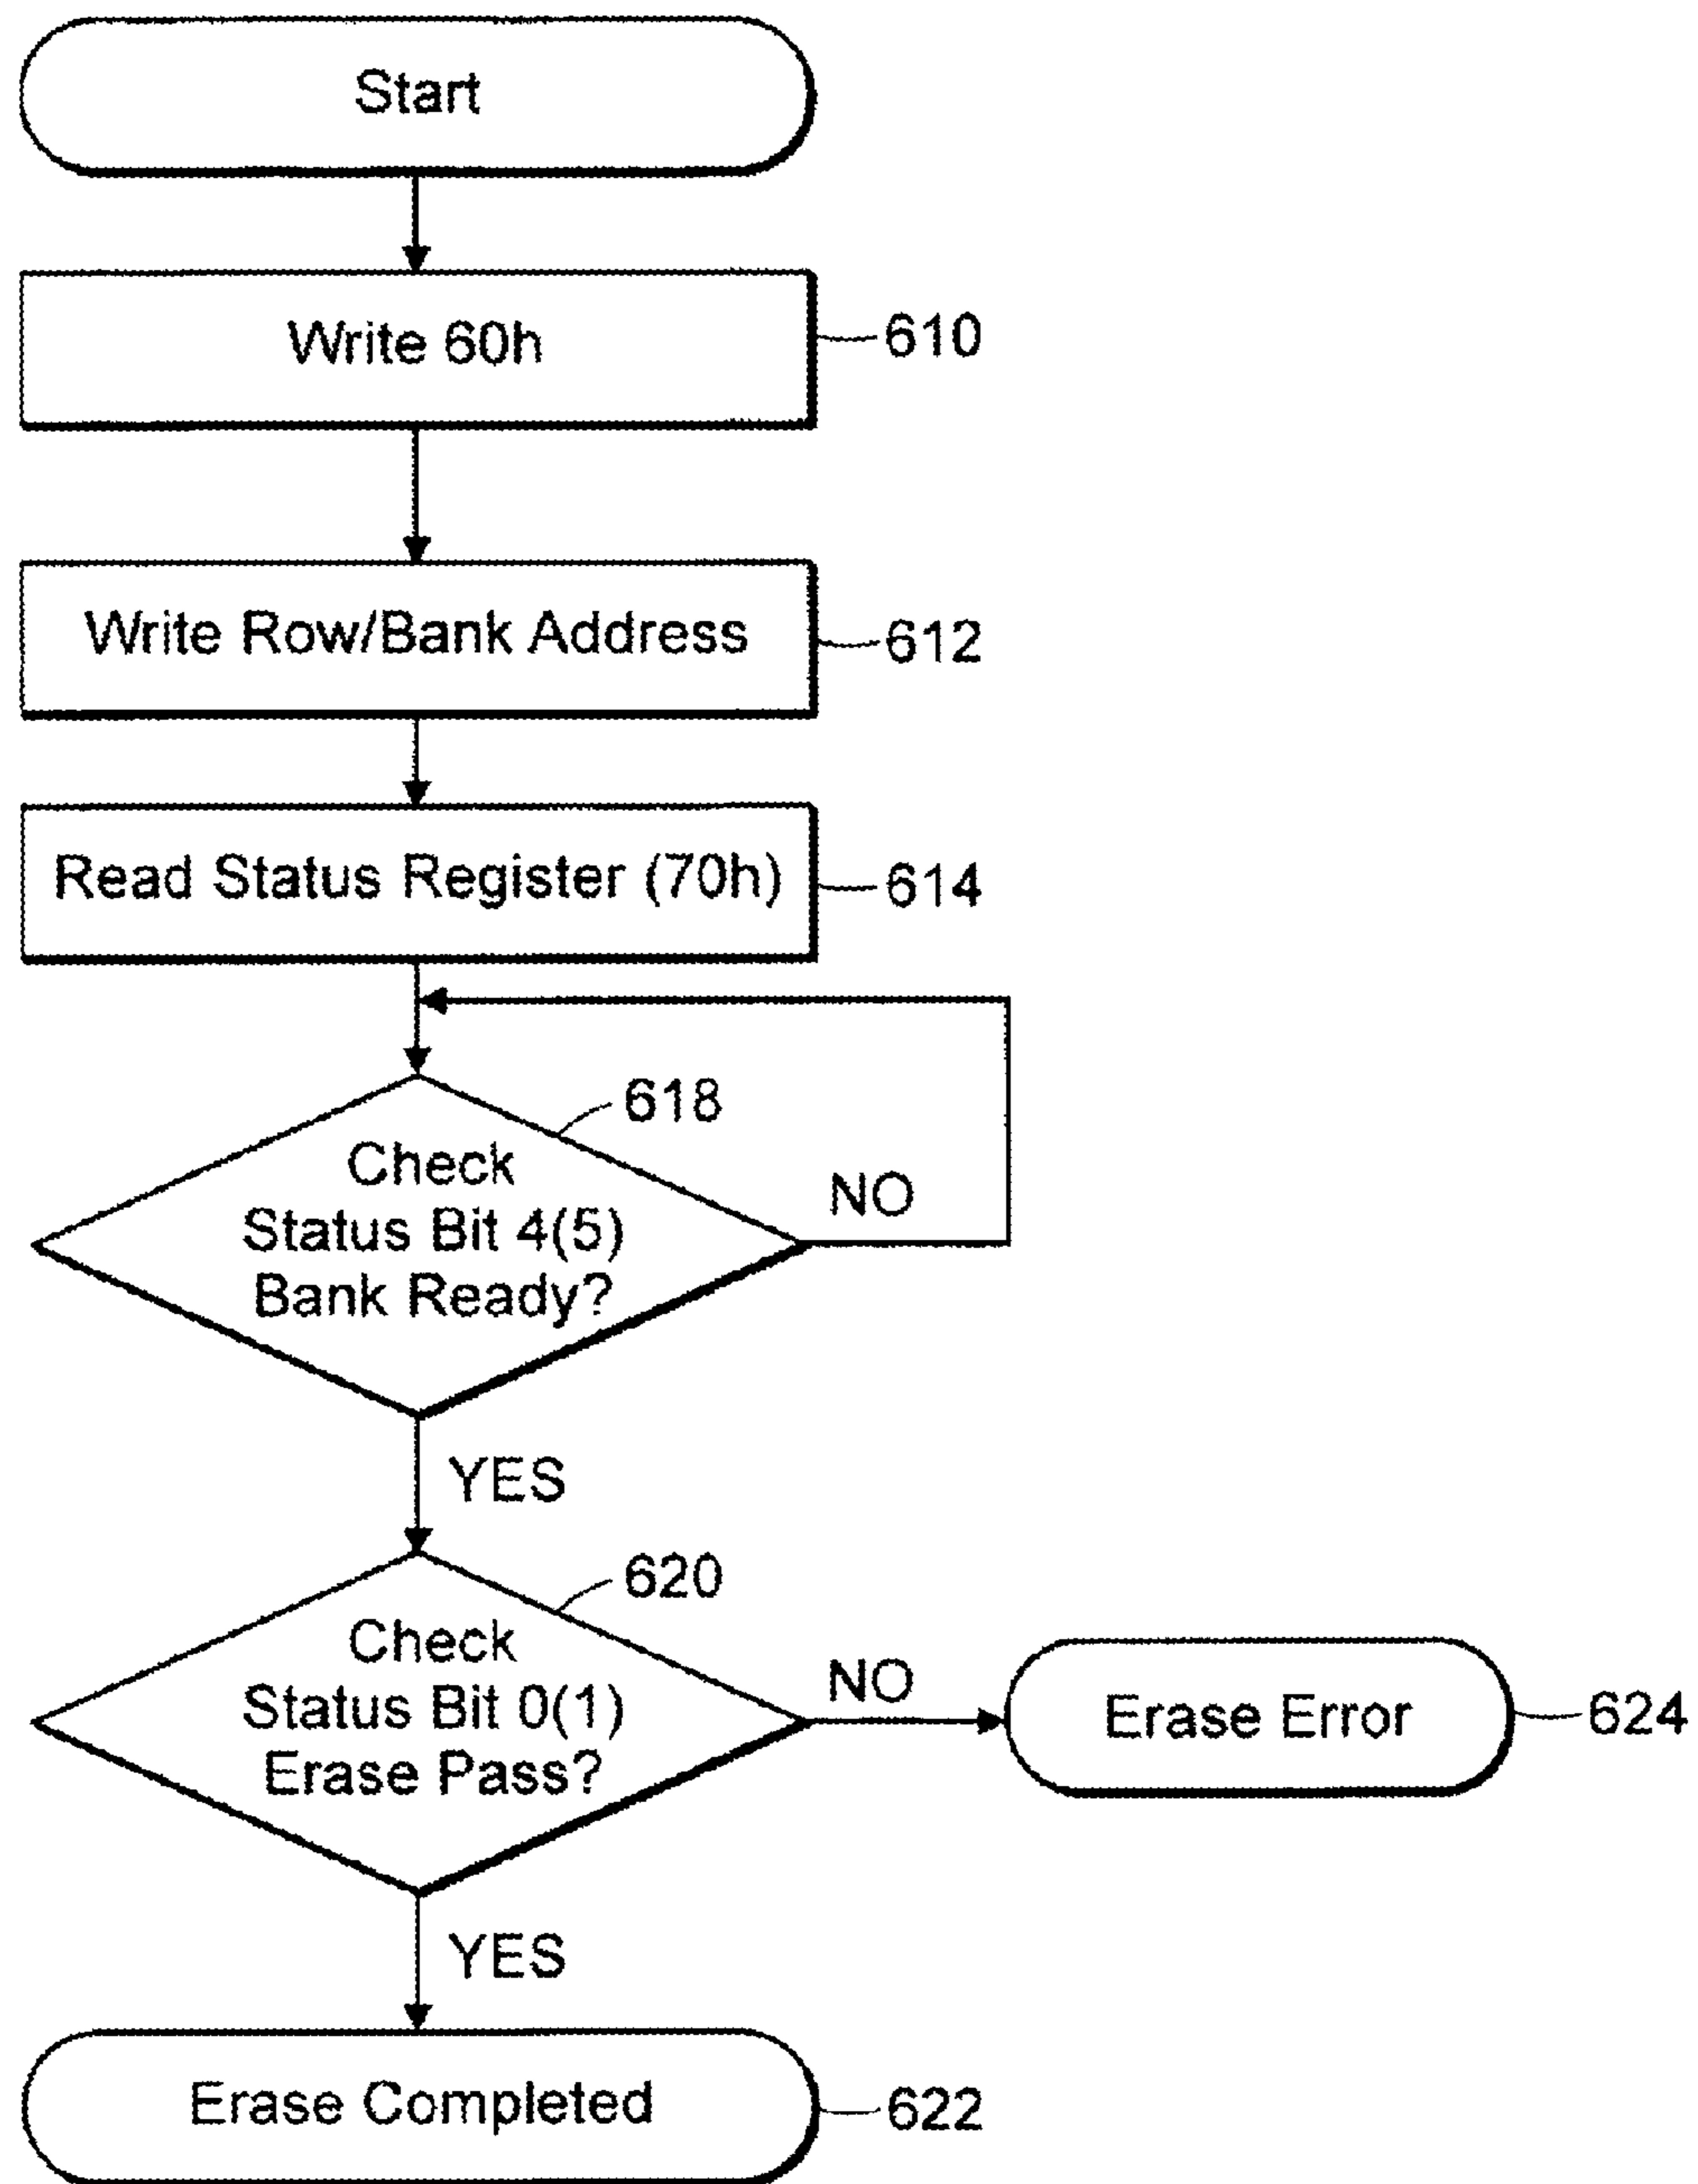 Start
Write 60h
610
Write Row/Bank Address
612
Read Status Register (70h)
614
618
Check
Status Bit 4(5)
Bank Ready?
NO
YES
620
Check
Status Bit 0(1)
Erase Pass?
NO
Erase Error
624
YES
Erase Completed
622